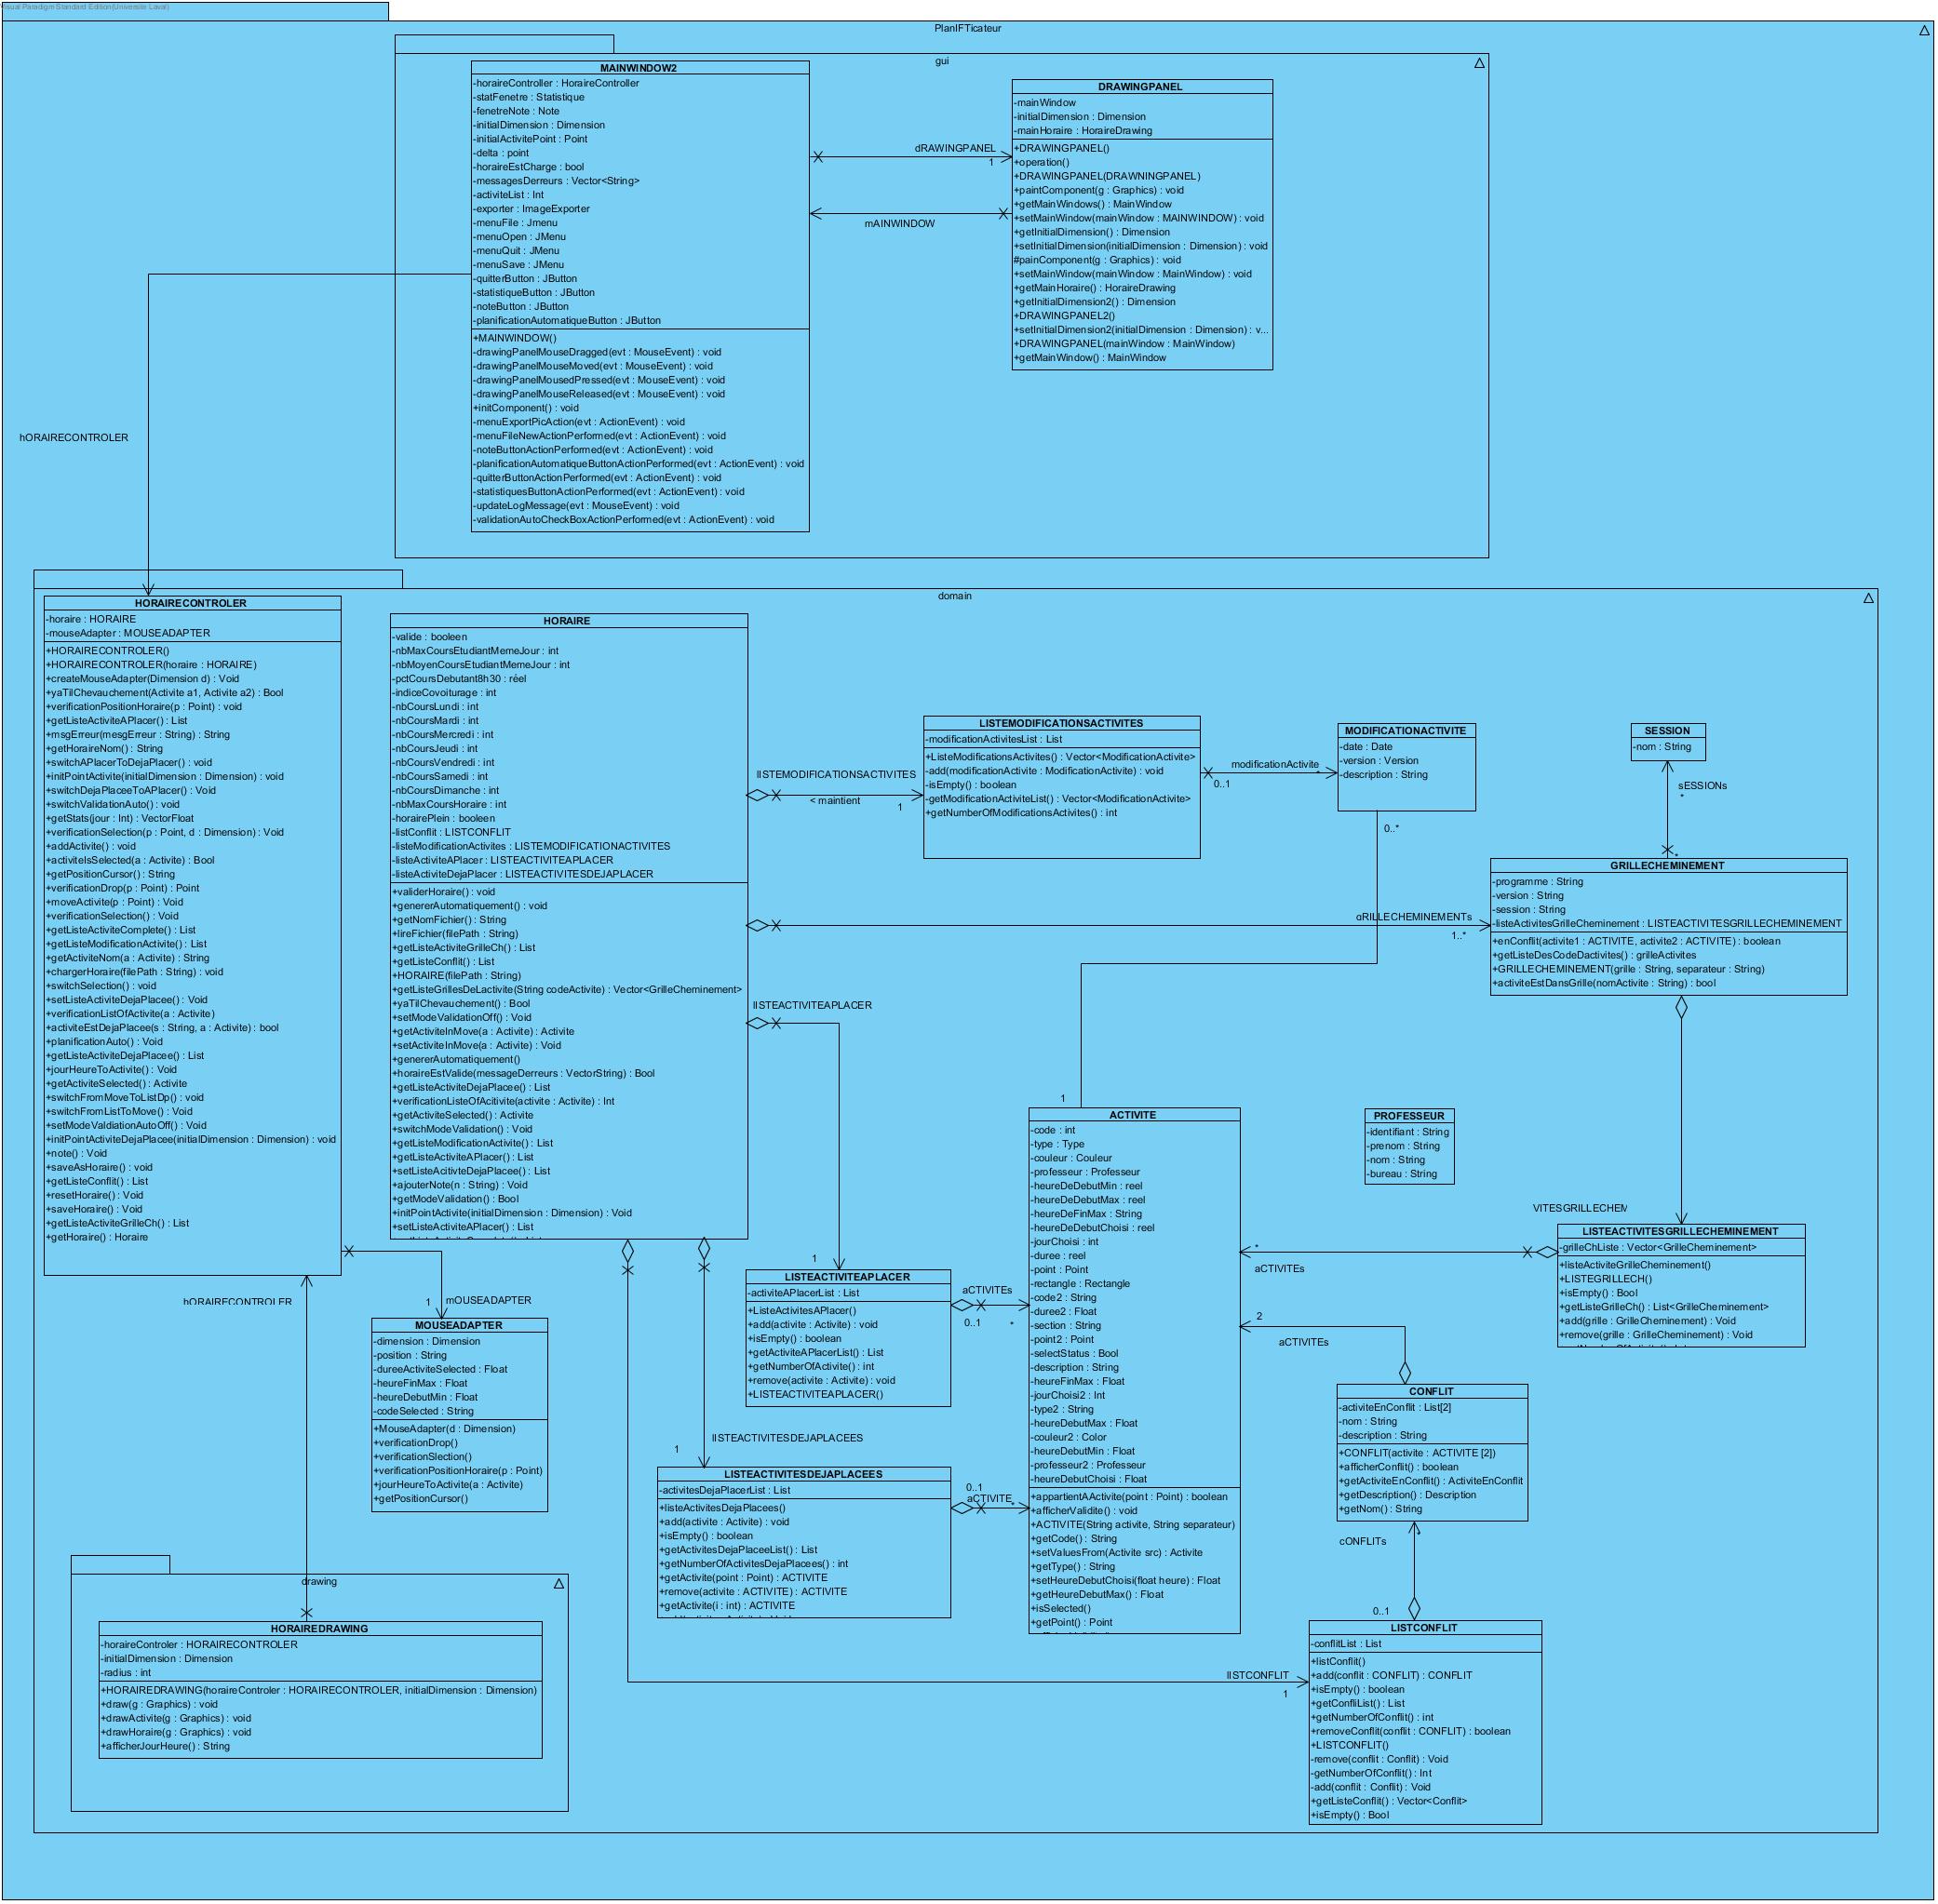 Visual Paradigm Standard Edition(Universite Laval)
PlanIFTicateur
gui
MAINWINDOW2
-horaireController : HoraireController
-statFenetre : Statistique
-fenetreNote : Note
-initialDimension : Dimension
-initialActivitePoint : Point
-delta : point
-horaireEstCharge : bool
-messagesDerreurs : Vector<String>
-activiteList : Int
-exporter : ImageExporter
-menuFile : Jmenu
-menuOpen : JMenu
-menuQuit : JMenu
-menuSave : JMenu
-quitterButton : JButton
-statistiqueButton : JButton
-noteButton : JButton
-planificationAutomatiqueButton : JButton
+MAINWINDOW()
-drawingPanelMouseDragged(evt : MouseEvent) : void
-drawingPanelMouseMoved(evt : MouseEvent) : void
-drawingPanelMousedPressed(evt : MouseEvent) : void
-drawingPanelMouseReleased(evt : MouseEvent) : void
+initComponent() : void
-menuExportPicAction(evt : ActionEvent) : void
-menuFileNewActionPerformed(evt : ActionEvent) : void
-noteButtonActionPerformed(evt : ActionEvent) : void
-planificationAutomatiqueButtonActionPerformed(evt : ActionEvent) : void
-quitterButtonActionPerformed(evt : ActionEvent) : void
-statistiquesButtonActionPerformed(evt : ActionEvent) : void
-updateLogMessage(evt : MouseEvent) : void
-validationAutoCheckBoxActionPerformed(evt : ActionEvent) : void
dRAWINGPANEL
1
mAINWINDOW
DRAWINGPANEL
-mainWindow
-initialDimension : Dimension
-mainHoraire : HoraireDrawing
+DRAWINGPANEL()
+operation()
+DRAWINGPANEL(DRAWNINGPANEL)
+paintComponent(g : Graphics) : void
+getMainWindows() : MainWindow
+setMainWindow(mainWindow : MAINWINDOW) : void
+getInitialDimension() : Dimension
+setInitialDimension(initialDimension : Dimension) : void
#painComponent(g : Graphics) : void
+setMainWindow(mainWindow : MainWindow) : void
+getMainHoraire() : HoraireDrawing
+getInitialDimension2() : Dimension
+DRAWINGPANEL2()
+setInitialDimension2(initialDimension : Dimension) : v...
+DRAWINGPANEL(mainWindow : MainWindow)
+getMainWindow() : MainWindow
hORAIRECONTROLER
domain
HORAIRECONTROLER
-horaire : HORAIRE
-mouseAdapter : MOUSEADAPTER
+HORAIRECONTROLER()
+HORAIRECONTROLER(horaire : HORAIRE)
+createMouseAdapter(Dimension d) : Void
+yaTilChevauchement(Activite a1, Activite a2) : Bool
+verificationPositionHoraire(p : Point) : void
+getListeActiviteAPlacer() : List
+msgErreur(mesgErreur : String) : String
+getHoraireNom() : String
+switchAPlacerToDejaPlacer() : void
+initPointActivite(initialDimension : Dimension) : void
+switchDejaPlaceeToAPlacer() : Void
+switchValidationAuto() : void
+getStats(jour : Int) : VectorFloat
+verificationSelection(p : Point, d : Dimension) : Void
+addActivite() : void
+activiteIsSelected(a : Activite) : Bool
+getPositionCursor() : String
+verificationDrop(p : Point) : Point
+moveActivite(p : Point) : Void
+verificationSelection() : Void
+getListeActiviteComplete() : List
+getListeModificationActivite() : List
+getActiviteNom(a : Activite) : String
+chargerHoraire(filePath : String) : void
+switchSelection() : void
+setListeActiviteDejaPlacee() : Void
+verificationListOfActivite(a : Activite)
+activiteEstDejaPlacee(s : String, a : Activite) : bool
+planificationAuto() : Void
+getListeActiviteDejaPlacee() : List
+jourHeureToActivite() : Void
+getActiviteSelected() : Activite
+switchFromMoveToListDp() : void
+switchFromListToMove() : Void
+setModeValdiationAutoOff() : Void
+initPointActiviteDejaPlacee(initialDimension : Dimension) : void
+note() : Void
+saveAsHoraire() : void
+getListeConflit() : List
+resetHoraire() : Void
+saveHoraire() : Void
+getListeActiviteGrilleCh() : List
+getHoraire() : Horaire
HORAIRE
-valide : booleen
-nbMaxCoursEtudiantMemeJour : int
-nbMoyenCoursEtudiantMemeJour : int
-pctCoursDebutant8h30 : réel
-indiceCovoiturage : int
-nbCoursLundi : int
-nbCoursMardi : int
-nbCoursMercredi : int
-nbCoursJeudi : int
-nbCoursVendredi : int
-nbCoursSamedi : int
-nbCoursDimanche : int
-nbMaxCoursHoraire : int
-horairePlein : booleen
-listConflit : LISTCONFLIT
-listeModificationActivites : LISTEMODIFICATIONACTIVITES
-listeActiviteAPlacer : LISTEACTIVITEAPLACER
-listeActiviteDejaPlacer : LISTEACTIVITESDEJAPLACER
+validerHoraire() : void
+genererAutomatiquement() : void
+getNomFichier() : String
+lireFichier(filePath : String)
+getListeActiviteGrilleCh() : List
+getListeConflit() : List
+HORAIRE(filePath : String)
+getListeGrillesDeLactivite(String codeActivite) : Vector<GrilleCheminement>
+yaTilChevauchement() : Bool
+setModeValidationOff() : Void
+getActiviteInMove(a : Activite) : Activite
+setActiviteInMove(a : Activite) : Void
+genererAutomatiquement()
+horaireEstValide(messageDerreurs : VectorString) : Bool
+getListeActiviteDejaPlacee() : List
+verificationListeOfAcitivite(activite : Activite) : Int
+getActiviteSelected() : Activite
+switchModeValidation() : Void
+getListeModificationActivite() : List
+getListeActiviteAPlacer() : List
+setListeAcitivteDejaPlacee() : List
+ajouterNote(n : String) : Void
+getModeValidation() : Bool
+initPointActivite(initialDimension : Dimension) : Void
+setListeActiviteAPlacer() : List
lISTEMODIFICATIONSACTIVITES
< maintient
1
LISTEMODIFICATIONSACTIVITES
-modificationActivitesList : List
+ListeModificationsActivites() : Vector<ModificationActivite>
-add(modificationActivite : ModificationActivite) : void
-isEmpty() : boolean
-getModificationActiviteList() : Vector<ModificationActivite>
+getNumberOfModificationsActivites() : int
modificationActivite
0..1
*
MODIFICATIONACTIVITE
-date : Date
-version : Version
-description : String
0..*
SESSION
-nom : String
sESSIONs
*
*
GRILLECHEMINEMENT
-programme : String
-version : String
-session : String
-listeActivitesGrilleCheminement : LISTEACTIVITESGRILLECHEMINEMENT
+enConflit(activite1 : ACTIVITE, activite2 : ACTIVITE) : boolean
+getListeDesCodeDactivites() : grilleActivites
+GRILLECHEMINEMENT(grille : String, separateur : String)
+activiteEstDansGrille(nomActivite : String) : bool
gRILLECHEMINEMENTs
1..*
lISTEACTIVITEAPLACER
1
1
ACTIVITE
-code : int
-type : Type
-couleur : Couleur
-professeur : Professeur
-heureDeDebutMin : reel
-heureDeDebutMax : reel
-heureDeFinMax : String
-heureDeDebutChoisi : reel
-jourChoisi : int
-duree : reel
-point : Point
-rectangle : Rectangle
-code2 : String
-duree2 : Float
-section : String
-point2 : Point
-selectStatus : Bool
-description : String
-heureFinMax : Float
-jourChoisi2 : Int
-type2 : String
-heureDebutMax : Float
-couleur2 : Color
-heureDebutMin : Float
-professeur2 : Professeur
-heureDebutChoisi : Float
+appartientAActivite(point : Point) : boolean
+afficherValidite() : void
+ACTIVITE(String activite, String separateur)
+getCode() : String
+setValuesFrom(Activite src) : Activite
+getType() : String
+setHeureDebutChoisi(float heure) : Float
+getHeureDebutMax() : Float
+isSelected()
+getPoint() : Point
PROFESSEUR
-identifiant : String
-prenom : String
-nom : String
-bureau : String
VITESGRILLECHEM
LISTEACTIVITESGRILLECHEMINEMENT
-grilleChListe : Vector<GrilleCheminement>
+listeActiviteGrilleCheminement()
+LISTEGRILLECH()
+isEmpty() : Bool
+getListeGrilleCh() : List<GrilleCheminement>
+add(grille : GrilleCheminement) : Void
+remove(grille : GrilleCheminement) : Void
*
aCTIVITEs
2
aCTIVITEs
LISTEACTIVITEAPLACER
-activiteAPlacerList : List
+ListeActivitesAPlacer()
+add(activite : Activite) : void
+isEmpty() : boolean
+getActiviteAPlacerList() : List
+getNumberOfActivite() : int
+remove(activite : Activite) : void
+LISTEACTIVITEAPLACER()
aCTIVITEs
0..1
*
hORAIRECONTROLER
1
mOUSEADAPTER
MOUSEADAPTER
-dimension : Dimension
-position : String
-dureeActiviteSelected : Float
-heureFinMax : Float
-heureDebutMin : Float
-codeSelected : String
+MouseAdapter(d : Dimension)
+verificationDrop()
+verificationSlection()
+verificationPositionHoraire(p : Point)
+jourHeureToActivite(a : Activite)
+getPositionCursor()
lISTEACTIVITESDEJAPLACEES
1
LISTEACTIVITESDEJAPLACEES
-activitesDejaPlacerList : List
+listeActivitesDejaPlacees()
+add(activite : Activite) : void
+isEmpty() : boolean
+getActivitesDejaPlaceeList() : List
+getNumberOfActivitesDejaPlacees() : int
+getActivite(point : Point) : ACTIVITE
+remove(activite : ACTIVITE) : ACTIVITE
+getActivite(i : int) : ACTIVITE
0..1
aCTIVITE
*
CONFLIT
-activiteEnConflit : List[2]
-nom : String
-description : String
+CONFLIT(activite : ACTIVITE [2])
+afficherConflit() : boolean
+getActiviteEnConflit() : ActiviteEnConflit
+getDescription() : Description
+getNom() : String
cONFLITs
*
0..1
LISTCONFLIT
-conflitList : List
+listConflit()
+add(conflit : CONFLIT) : CONFLIT
+isEmpty() : boolean
+getConfliList() : List
+getNumberOfConflit() : int
+removeConflit(conflit : CONFLIT) : boolean
+LISTCONFLIT()
-remove(conflit : Conflit) : Void
-getNumberOfConflit() : Int
-add(conflit : Conflit) : Void
+getListeConflit() : Vector<Conflit>
+isEmpty() : Bool
lISTCONFLIT
1
drawing
HORAIREDRAWING
-horaireControler : HORAIRECONTROLER
-initialDimension : Dimension
-radius : int
+HORAIREDRAWING(horaireControler : HORAIRECONTROLER, initialDimension : Dimension)
+draw(g : Graphics) : void
+drawActivite(g : Graphics) : void
+drawHoraire(g : Graphics) : void
+afficherJourHeure() : String